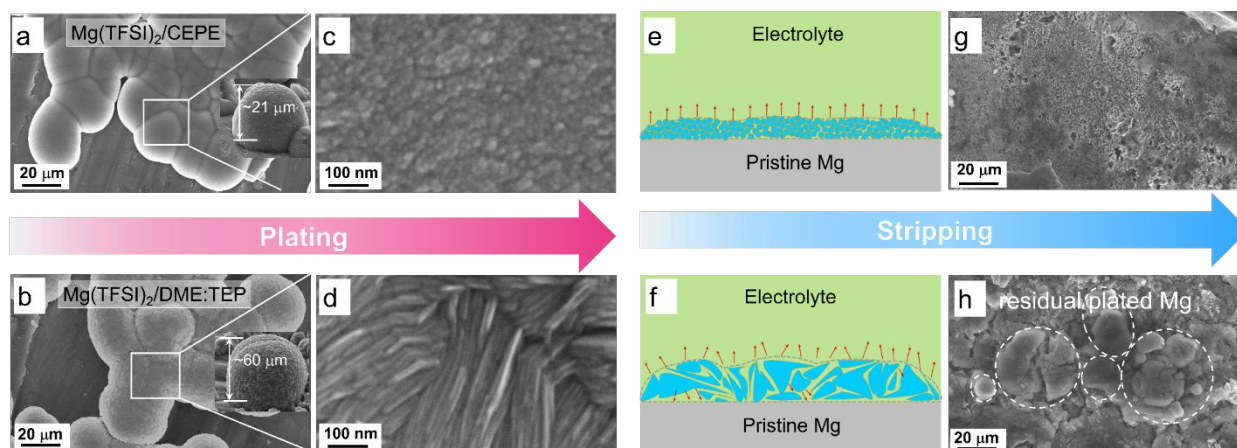 a
Mg(TFSI)₂/CEPE
~21 μm
20 μm
c
100 nm
e
Electrolyte
Pristine Mg
g
20 μm
Plating
Stripping
b
Mg(TFSI)₂/DME:TEP
~60 μm
20 μm
d
100 nm
f
Electrolyte
Pristine Mg
h
residual plated Mg
20 μm